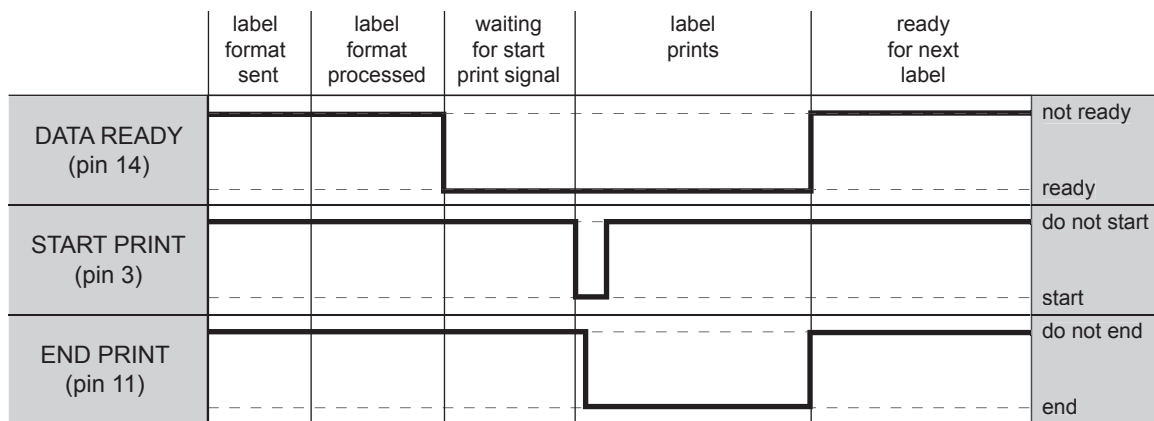 label
format
sent
label
format
processed
waiting
for start
print signal
label
prints
ready
for next
label
DATA READY
(pin 14)
not ready
ready
START PRINT
(pin 3)
do not start
start
END PRINT
(pin 11)
do not end
end